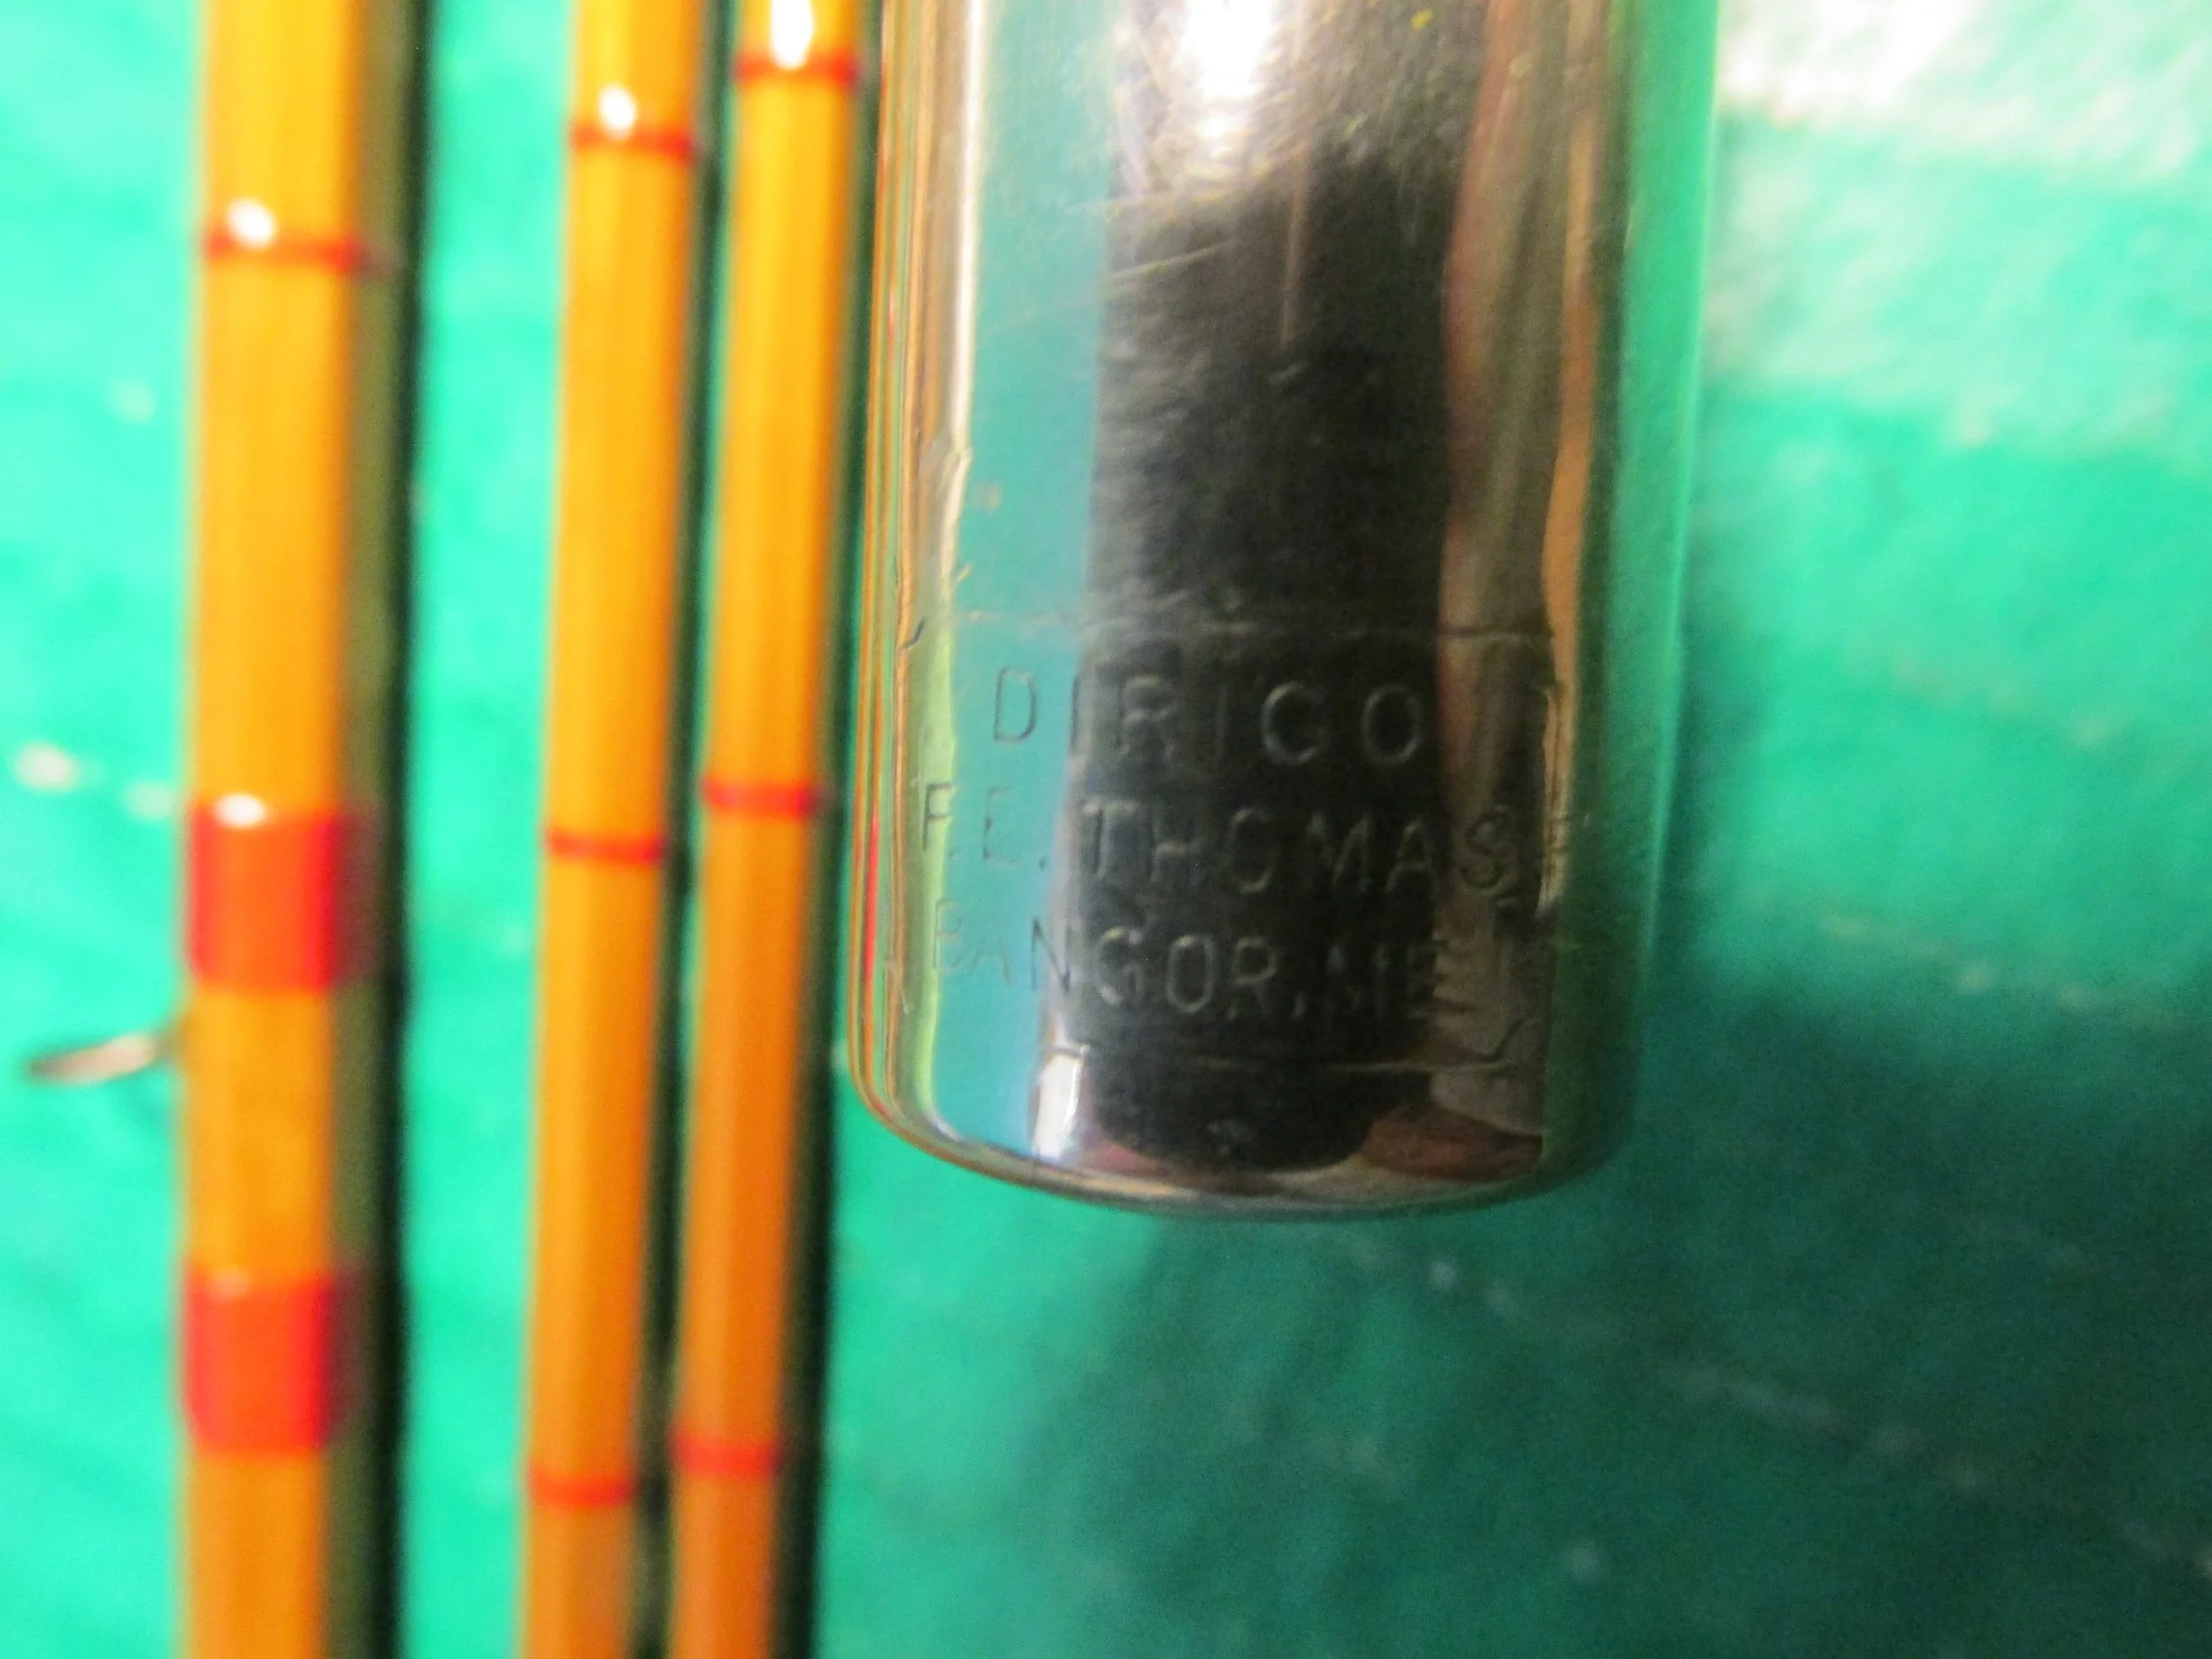 DIRIGO
F.E. THOMAS
BANGOR, ME